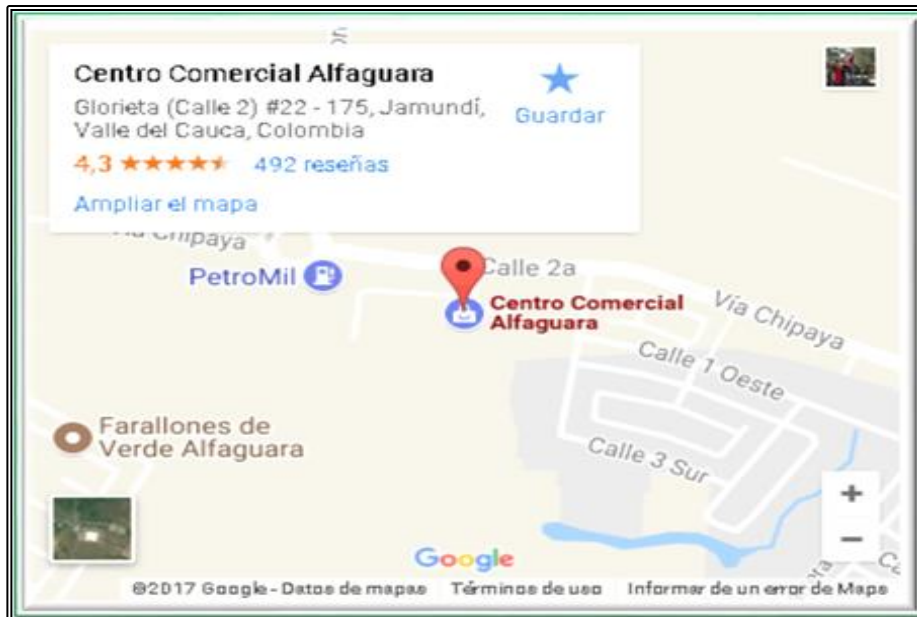 Centro Comercial Alfaguara
Glorieta (Calle 2) #22 - 175, Jamundí,
Valle del Cauca, Colombia
4,3
492 reseñas
Guardar
Ampliar el mapa
Vía Chipaya
PetroMil
Calle 2a
Centro Comercial
Alfaguara
Vía Chipaya
Calle 1 Oeste
Farallones de
Verde Alfaguara
Calle 3 Sur
+
−
Google
©2017 Google - Datos de mapas
Términos de uso
Informar de un error de Maps